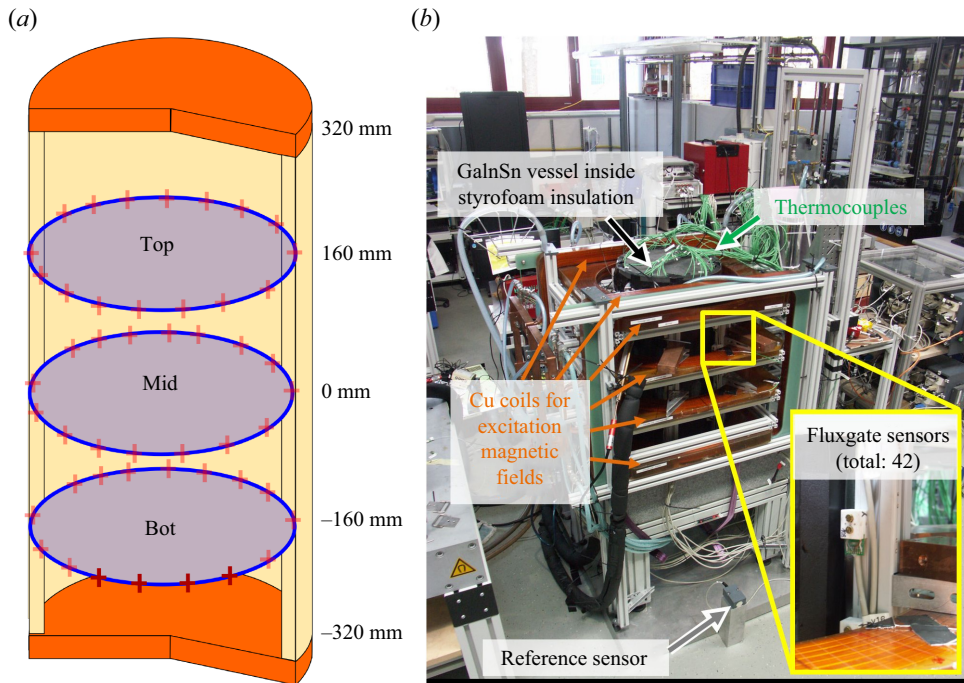 (a)
320 mm
Top
160 mm
Mid
0 mm
Bot
–160 mm
–320 mm
(b)
GaInSn vessel inside
styrofoam insulation
Thermocouples
Cu coils for
excitation
magnetic
fields
Fluxgate sensors
(total: 42)
Reference sensor